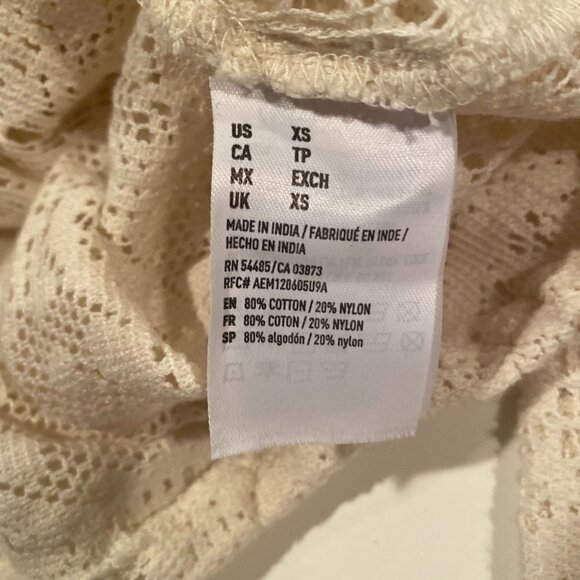 US XS
CA TP
MX EXCH
UK XS
MADE IN INDIA / FABRIQUÉ EN INDE /
HECHO EN INDIA
RN 54485/CA 03873
RFC# AEM120605U9A
EN 80% COTTON / 20% NYLON
FR 80% COTON / 20% NYLON
SP 80% algodón / 20% nylon